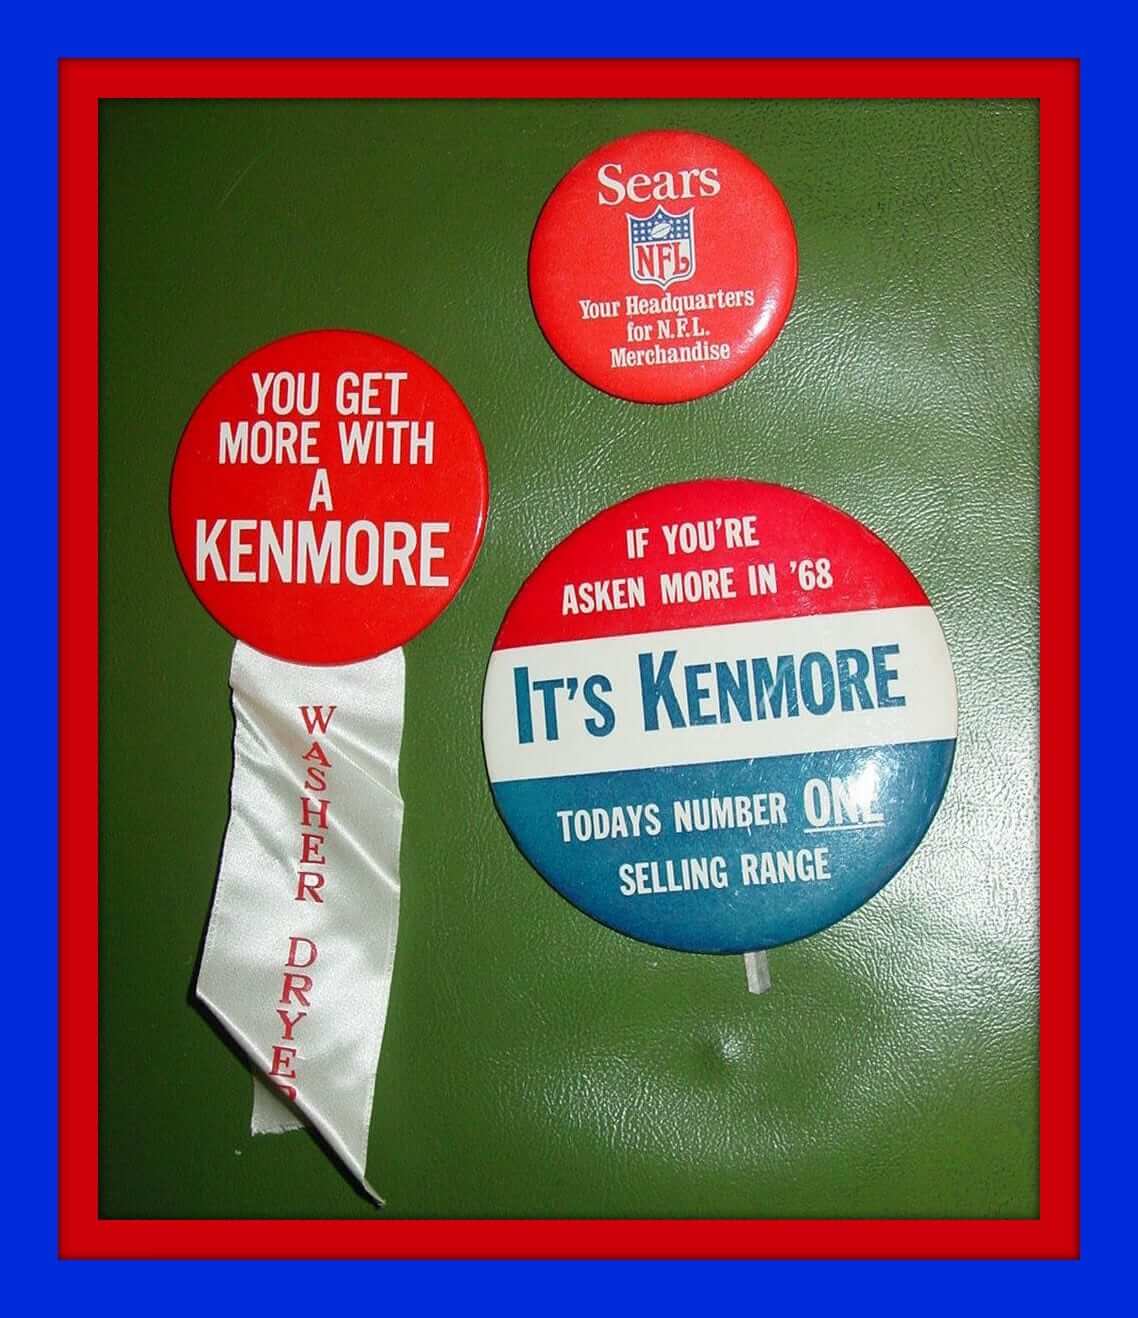 Sears
NFL
Your Headquarters
for N.F.L.
Merchandise
YOU GET
MORE WITH
A
KENMORE
WASHER DRYER
IF YOU'RE
ASKEN MORE IN '68
IT'S KENMORE
TODAYS NUMBER ONE
SELLING RANGE